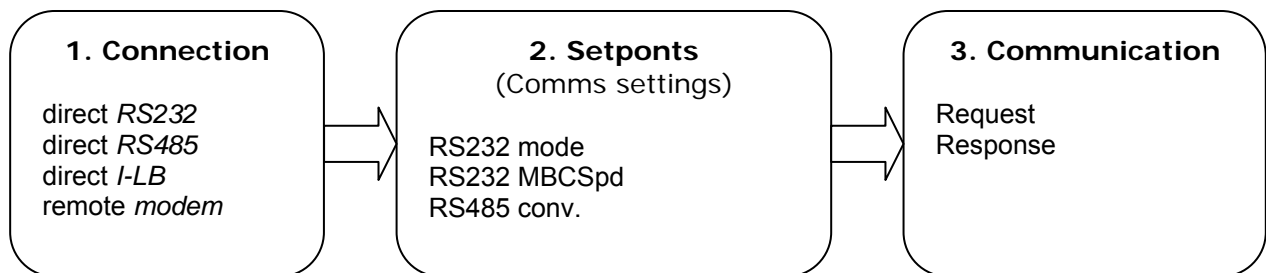 1. Connection
direct RS232
direct RS485
direct I-LB
remote modem
2. Setponts
(Comms settings)
RS232 mode
RS232 MBCSpd
RS485 conv.
3. Communication
Request
Response